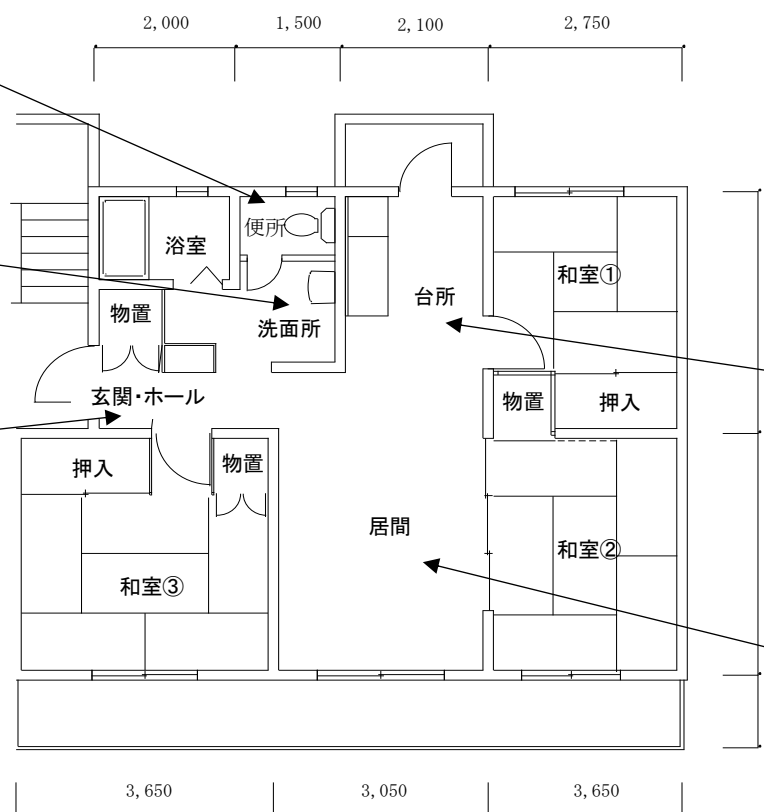 2,000
1,500
2,100
2,750
便所
浴室
和室①
台所
物置
洗面所
玄関・ホール
物置
押入
押入
物置
居間
和室②
和室③
3,650
3,050
3,650